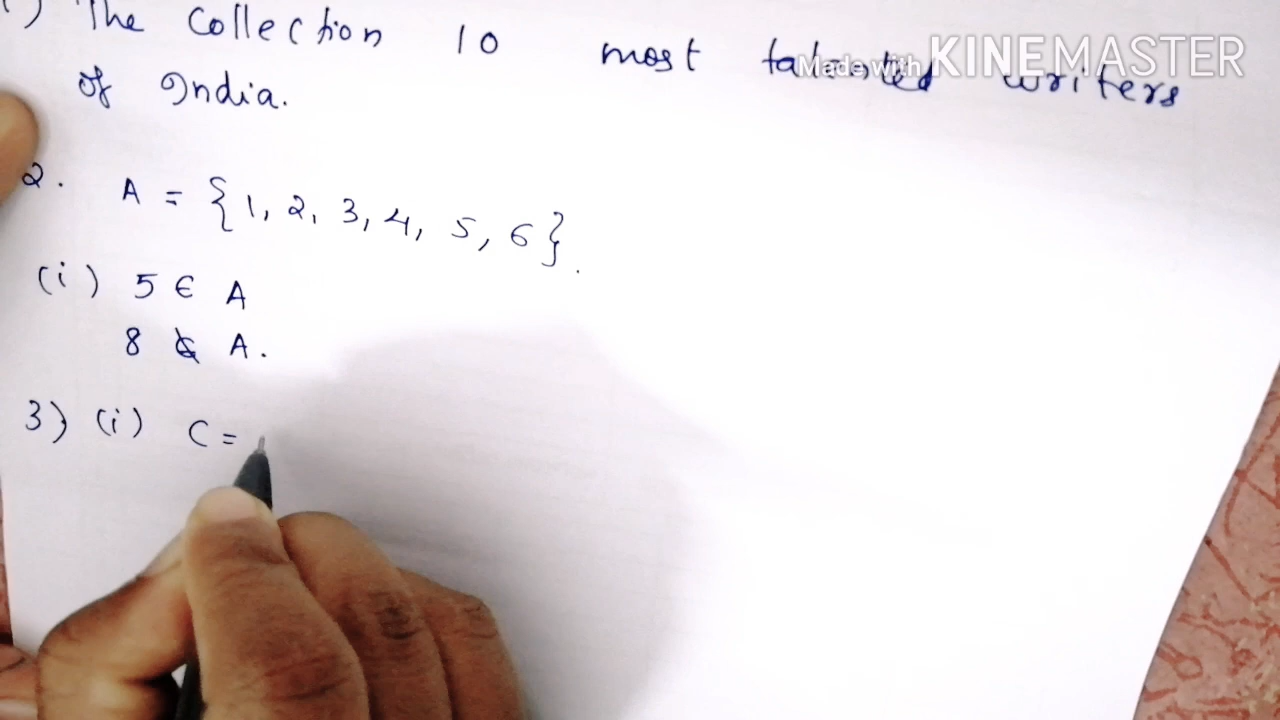 ) The Collection 10 most talented writers
Made with KINEMASTER
of India.
2. A = {1, 2, 3, 4, 5, 6}.
(i) 5 ∈ A
8 ∉ A.
3) (i) C =